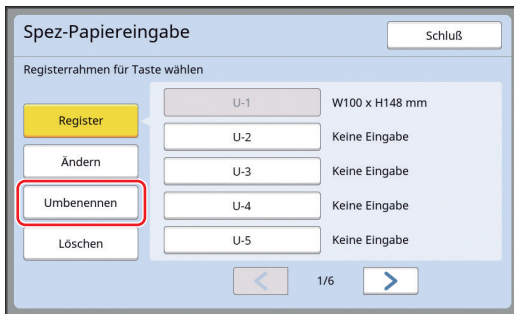 Spez-Papiereingabe
Schluß
Registerrahmen für Taste wählen
Register
Ändern
Umbenennen
Löschen
U-1 W100 x H148 mm
U-2 Keine Eingabe
U-3 Keine Eingabe
U-4 Keine Eingabe
U-5 Keine Eingabe
1/6